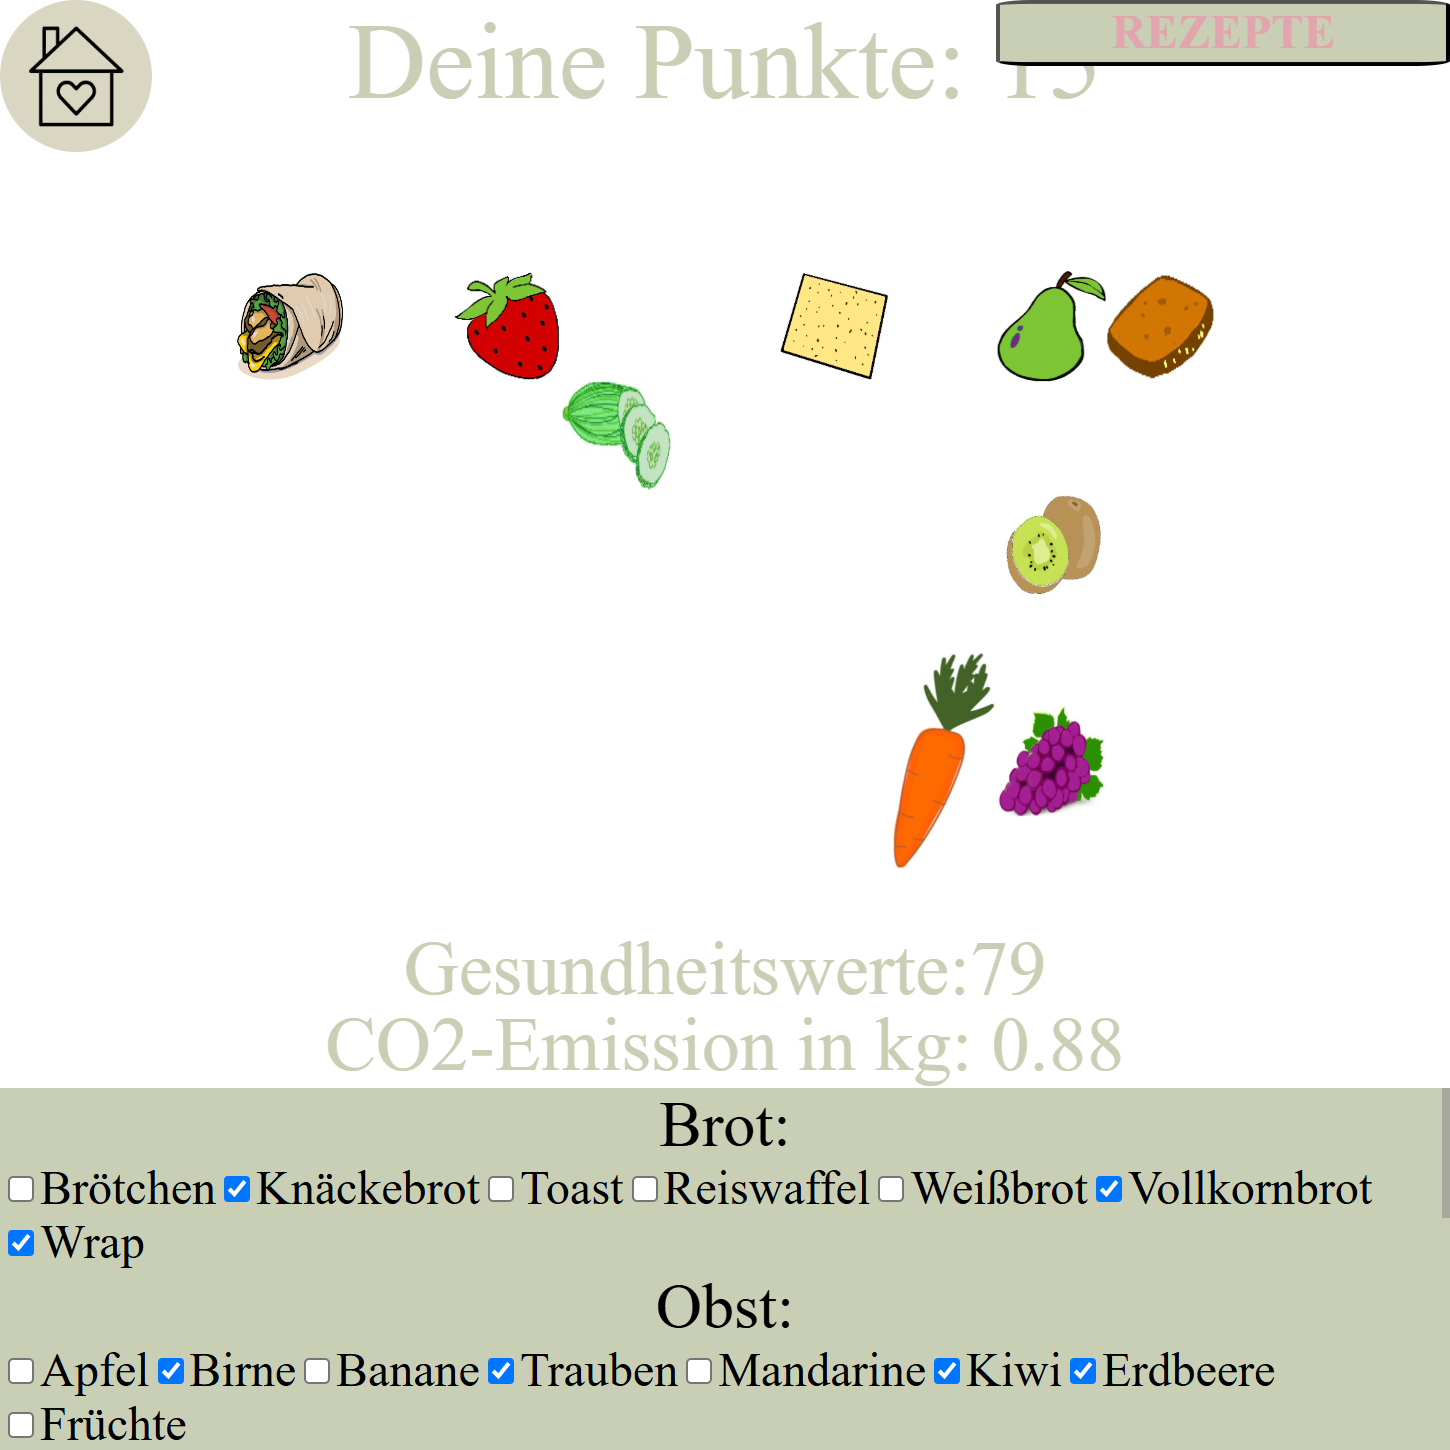 Deine Punkte:
REZEPTE
Gesundheitswerte:79
CO2-Emission in kg: 0.88
Brot:
Brötchen Knäckebrot Toast Reiswaffel Weißbrot Vollkornbrot
Wrap
Obst:
Apfel Birne Banane Trauben Mandarine Kiwi Erdbeere
Früchte